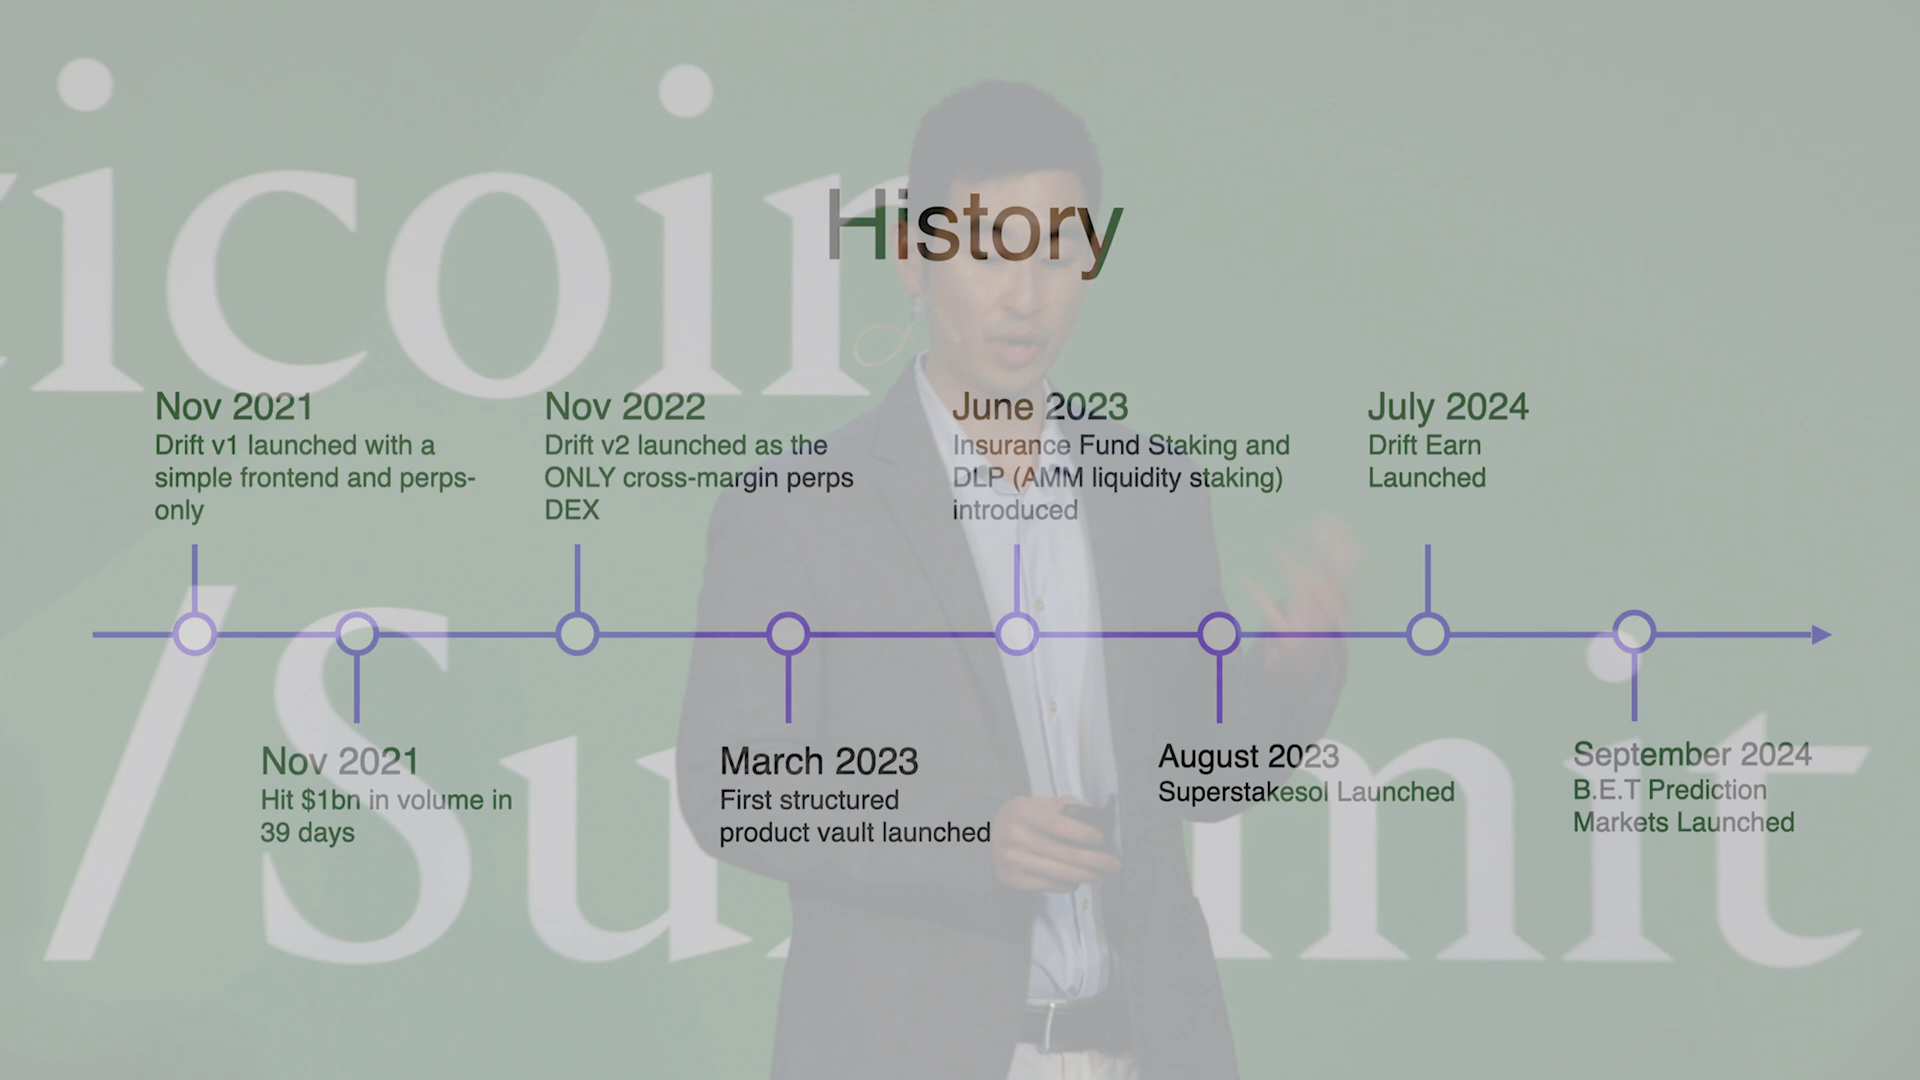 ticoin
/Summit
History
Nov 2021
Drift v1 launched with a
simple frontend and perps-
only
Nov 2022
Drift v2 launched as the
ONLY cross-margin perps
DEX
June 2023
Insurance Fund Staking and
DLP (AMM liquidity staking)
introduced
July 2024
Drift Earn
Launched
Nov 2021
Hit $1bn in volume in
39 days
March 2023
First structured
product vault launched
August 2023
Superstakesol Launched
September 2024
B.E.T Prediction
Markets Launched